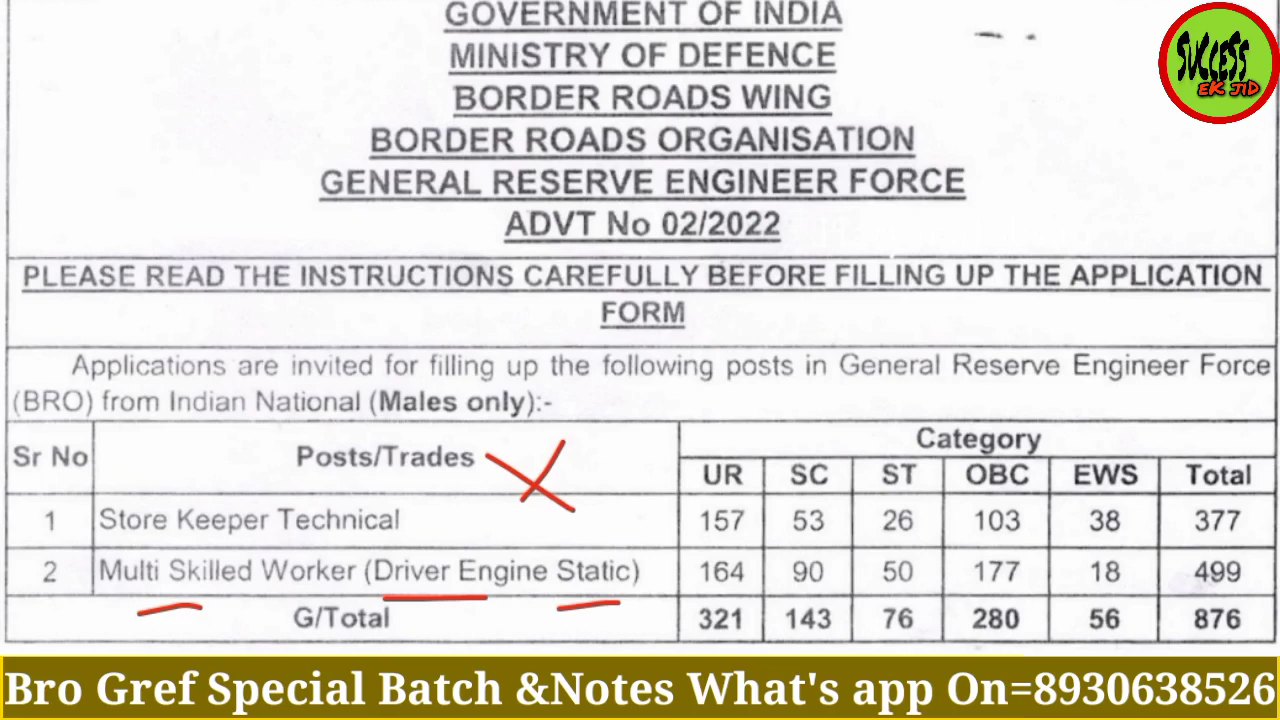 GOVERNMENT OF INDIA
MINISTRY OF DEFENCE
BORDER ROADS WING
BORDER ROADS ORGANISATION
GENERAL RESERVE ENGINEER FORCE
ADVT No 02/2022
SUCCESS
EK JID
PLEASE READ THE INSTRUCTIONS CAREFULLY BEFORE FILLING UP THE APPLICATION
FORM
Applications are invited for filling up the following posts in General Reserve Engineer Force
(BRO) from Indian National (Males only):-
Sr No Posts/Trades Category
UR SC ST OBC EWS Total
1 Store Keeper Technical 157 53 26 103 38 377
2 Multi Skilled Worker (Driver Engine Static) 164 90 50 177 18 499
G/Total 321 143 76 280 56 876
Bro Gref Special Batch &Notes What's app On=8930638526